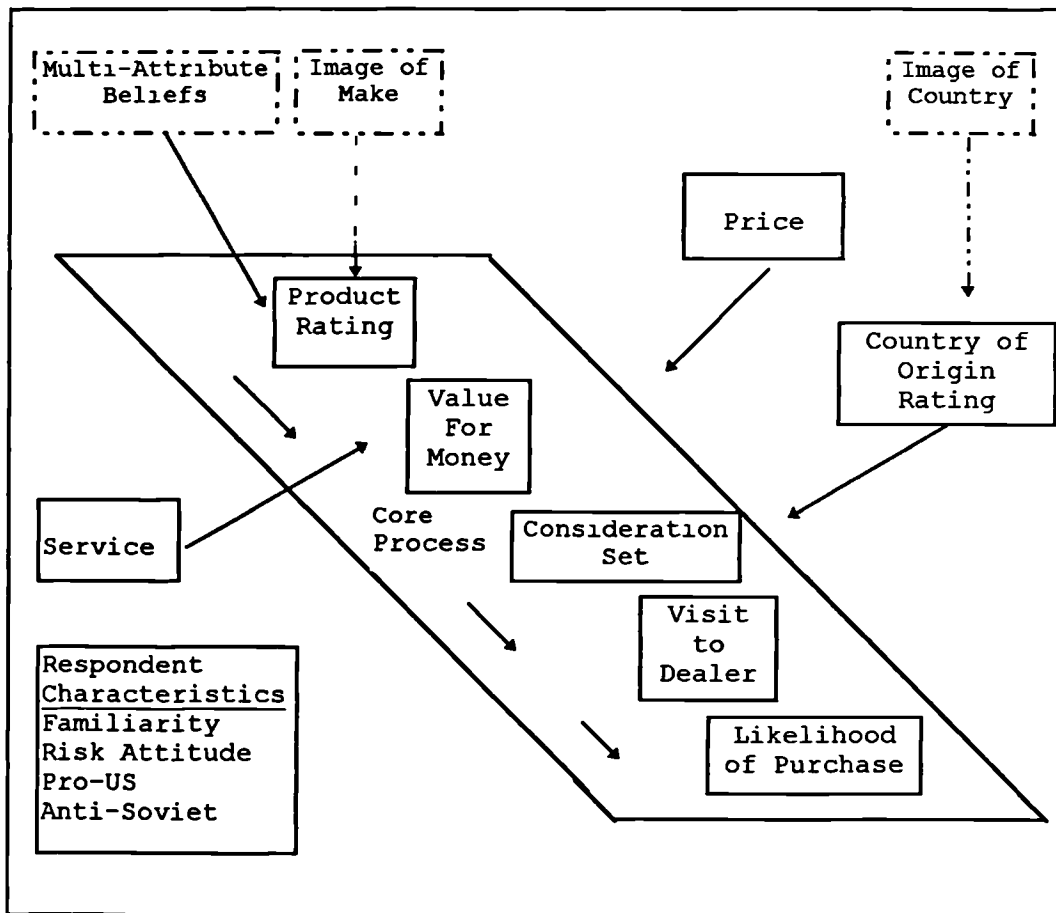 Multi-Attribute
Beliefs
Image of
Make
Image of
Country
Price
Product
Rating
Country of
Origin
Rating
Value
For
Money
Service
Core
Process
Consideration
Set
Visit
to
Dealer
Respondent
Characteristics
Familiarity
Risk Attitude
Pro-US
Anti-Soviet
Likelihood
of Purchase